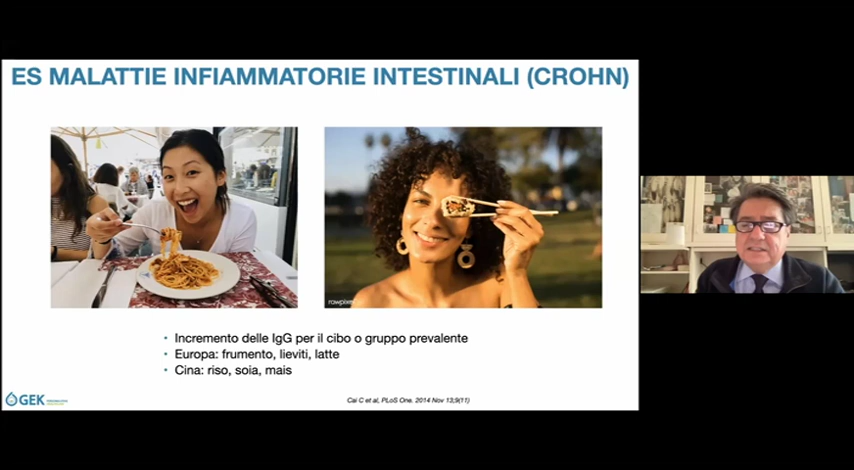 ES MALATTIE INFIAMMATORIE INTESTINALI (CROHN)
rawpixel
• Incremento delle IgG per il cibo o gruppo prevalente
• Europa: frumento, lieviti, latte
• Cina: riso, soia, mais
GEK
Cai C et al, PLoS One. 2014 Nov 13;9(11)